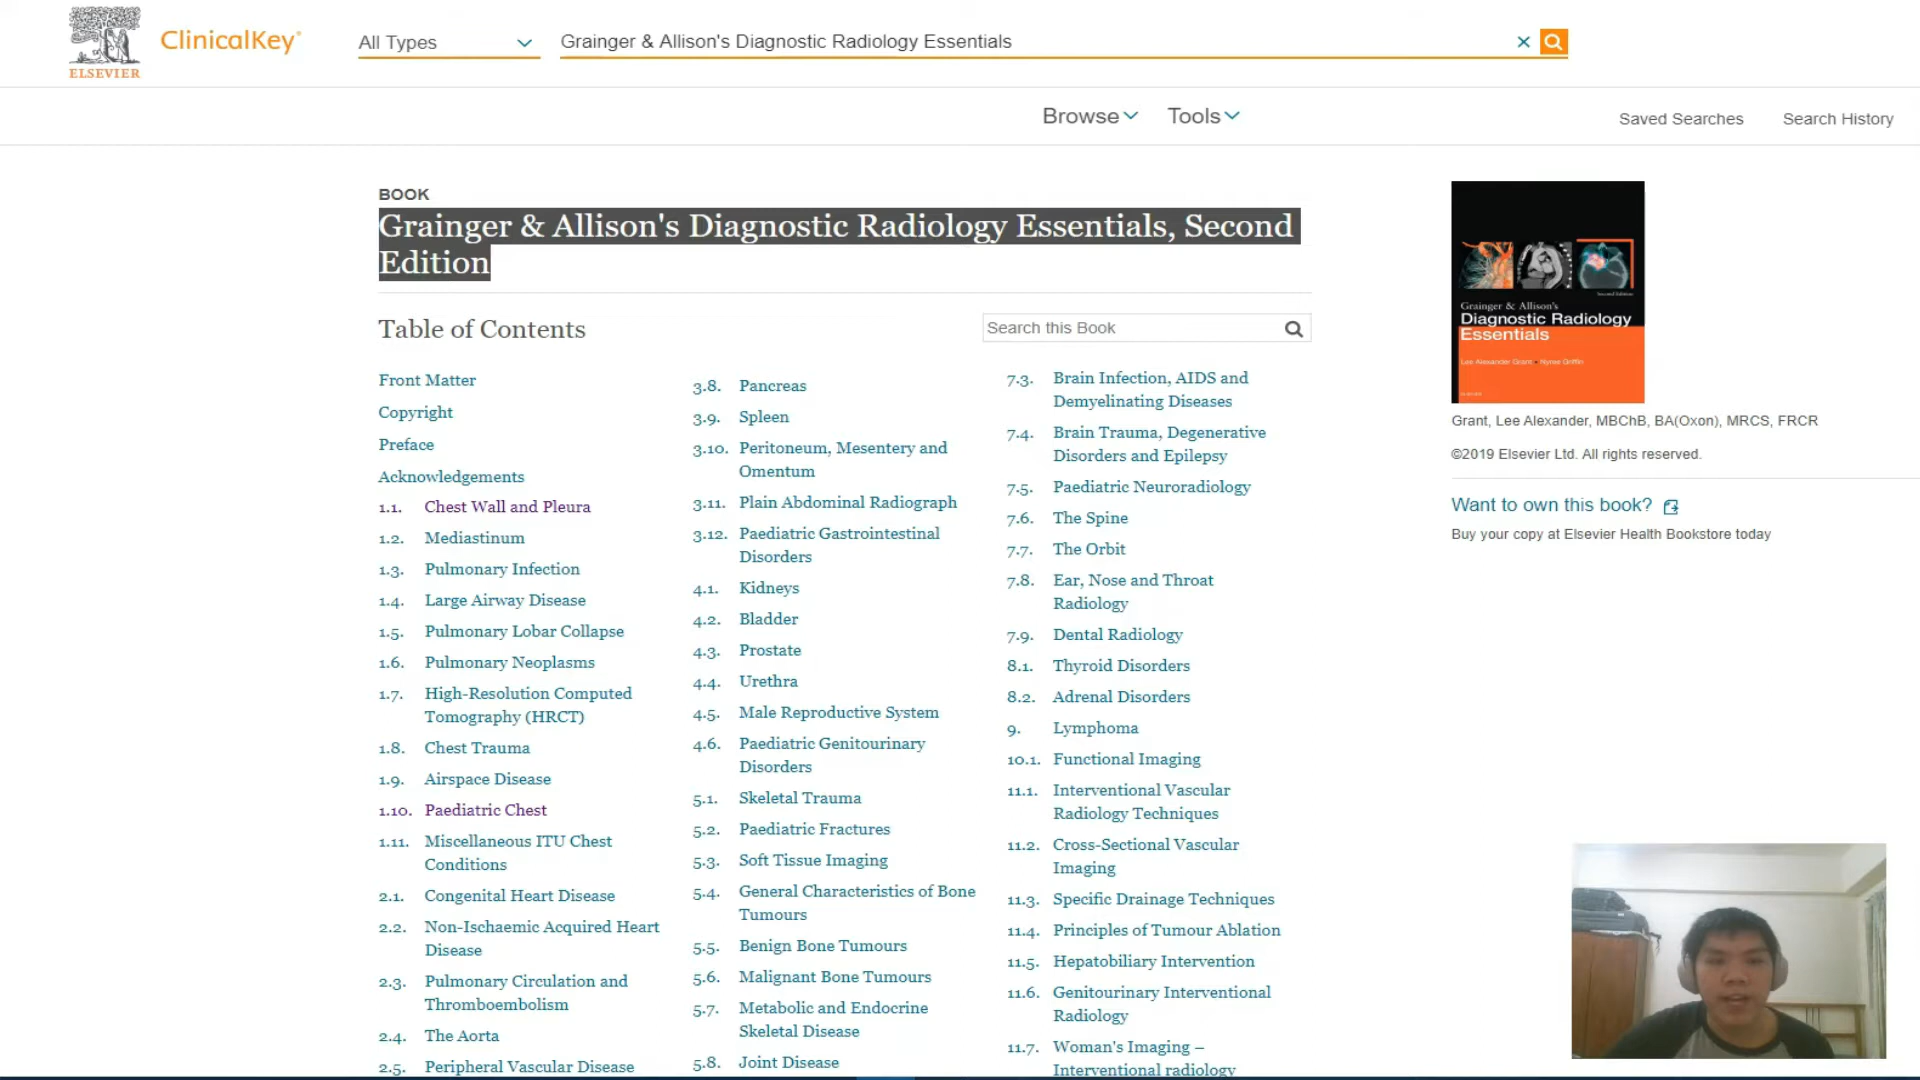 ELSEVIER
ClinicalKey®
All Types
Grainger & Allison's Diagnostic Radiology Essentials
Browse
Tools
Saved Searches
Search History
BOOK
Grainger & Allison's Diagnostic Radiology Essentials, Second
Edition
Table of Contents
Search this Book
Front Matter
Copyright
Preface
Acknowledgements
1.1. Chest Wall and Pleura
1.2. Mediastinum
1.3. Pulmonary Infection
1.4. Large Airway Disease
1.5. Pulmonary Lobar Collapse
1.6. Pulmonary Neoplasms
1.7. High-Resolution Computed
Tomography (HRCT)
1.8. Chest Trauma
1.9. Airspace Disease
1.10. Paediatric Chest
1.11. Miscellaneous ITU Chest
Conditions
2.1. Congenital Heart Disease
2.2. Non-Ischaemic Acquired Heart
Disease
2.3. Pulmonary Circulation and
Thromboembolism
2.4. The Aorta
2.5. Peripheral Vascular Disease
3.8. Pancreas
3.9. Spleen
3.10. Peritoneum, Mesentery and
Omentum
3.11. Plain Abdominal Radiograph
3.12. Paediatric Gastrointestinal
Disorders
4.1. Kidneys
4.2. Bladder
4.3. Prostate
4.4. Urethra
4.5. Male Reproductive System
4.6. Paediatric Genitourinary
Disorders
5.1. Skeletal Trauma
5.2. Paediatric Fractures
5.3. Soft Tissue Imaging
5.4. General Characteristics of Bone
Tumours
5.5. Benign Bone Tumours
5.6. Malignant Bone Tumours
5.7. Metabolic and Endocrine
Skeletal Disease
5.8. Joint Disease
7.3. Brain Infection, AIDS and
Demyelinating Diseases
7.4. Brain Trauma, Degenerative
Disorders and Epilepsy
7.5. Paediatric Neuroradiology
7.6. The Spine
7.7. The Orbit
7.8. Ear, Nose and Throat
Radiology
7.9. Dental Radiology
8.1. Thyroid Disorders
8.2. Adrenal Disorders
9. Lymphoma
10.1. Functional Imaging
11.1. Interventional Vascular
Radiology Techniques
11.2. Cross-Sectional Vascular
Imaging
11.3. Specific Drainage Techniques
11.4. Principles of Tumour Ablation
11.5. Hepatobiliary Intervention
11.6. Genitourinary Interventional
Radiology
11.7. Woman's Imaging –
Interventional radiology
Second Edition
Grainger & Allison's
Diagnostic Radiology
Essentials
Lee Alexander Grant • Nyree Griffin
Grant, Lee Alexander, MBChB, BA(Oxon), MRCS, FRCR
©2019 Elsevier Ltd. All rights reserved.
Want to own this book?
Buy your copy at Elsevier Health Bookstore today